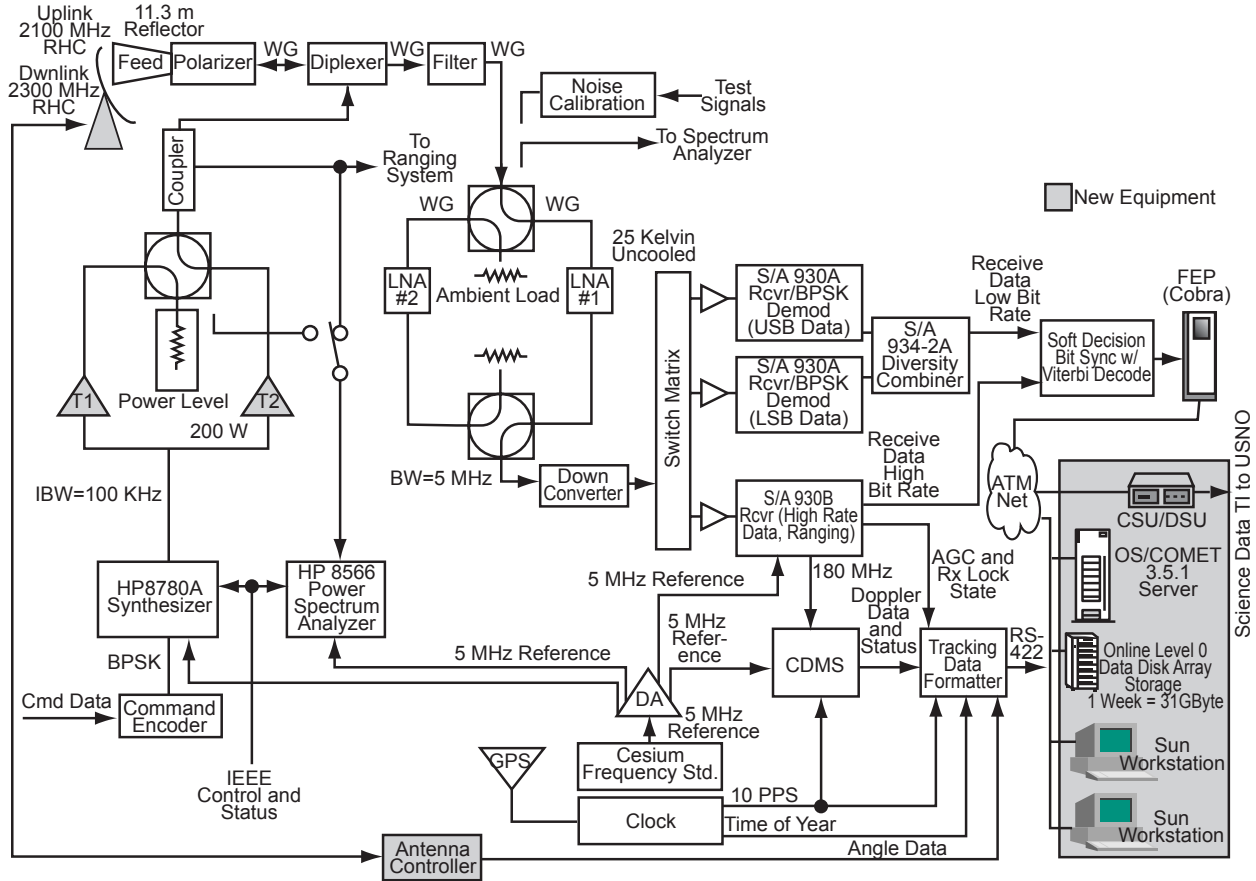 Uplink
2100 MHz
RHC
11.3 m
Reflector
Dwnlink
2300 MHz
RHC
Feed
Polarizer
WG
Diplexer
WG
Filter
WG
Noise
Calibration
Test
Signals
To Spectrum
Analyzer
Coupler
To
Ranging
System
WG
WG
New Equipment
25 Kelvin
Uncooled
LNA
#2
Ambient Load
LNA
#1
Switch Matrix
S/A 930A
Rcvr/BPSK
Demod
(USB Data)
S/A
934-2A
Diversity
Combiner
Receive
Data
Low Bit
Rate
FEP
(Cobra)
Soft Decision
Bit Sync w/
Viterbi Decode
S/A 930A
Rcvr/BPSK
Demod
(LSB Data)
T1
Power Level
T2
200 W
Receive
Data
High
Bit Rate
IBW=100 KHz
BW=5 MHz
Down
Converter
S/A 930B
Rcvr (High Rate
Data, Ranging)
ATM
Net
CSU/DSU
Science Data TI to USNO
OS/COMET
3.5.1
Server
HP8780A
Synthesizer
HP 8566
Power
Spectrum
Analyzer
5 MHz Reference
180 MHz
AGC and
Rx Lock
State
Doppler
Data
and
Status
5 MHz
Refer-
ence
BPSK
5 MHz Reference
CDMS
Tracking
Data
Formatter
RS-
422
Online Level 0
Data Disk Array
Storage
1 Week = 31GByte
Cmd Data
Command
Encoder
DA
5 MHz
Reference
GPS
Cesium
Frequency Std.
Sun
Workstation
IEEE
Control and
Status
Clock
10 PPS
Time of Year
Sun
Workstation
Antenna
Controller
Angle Data